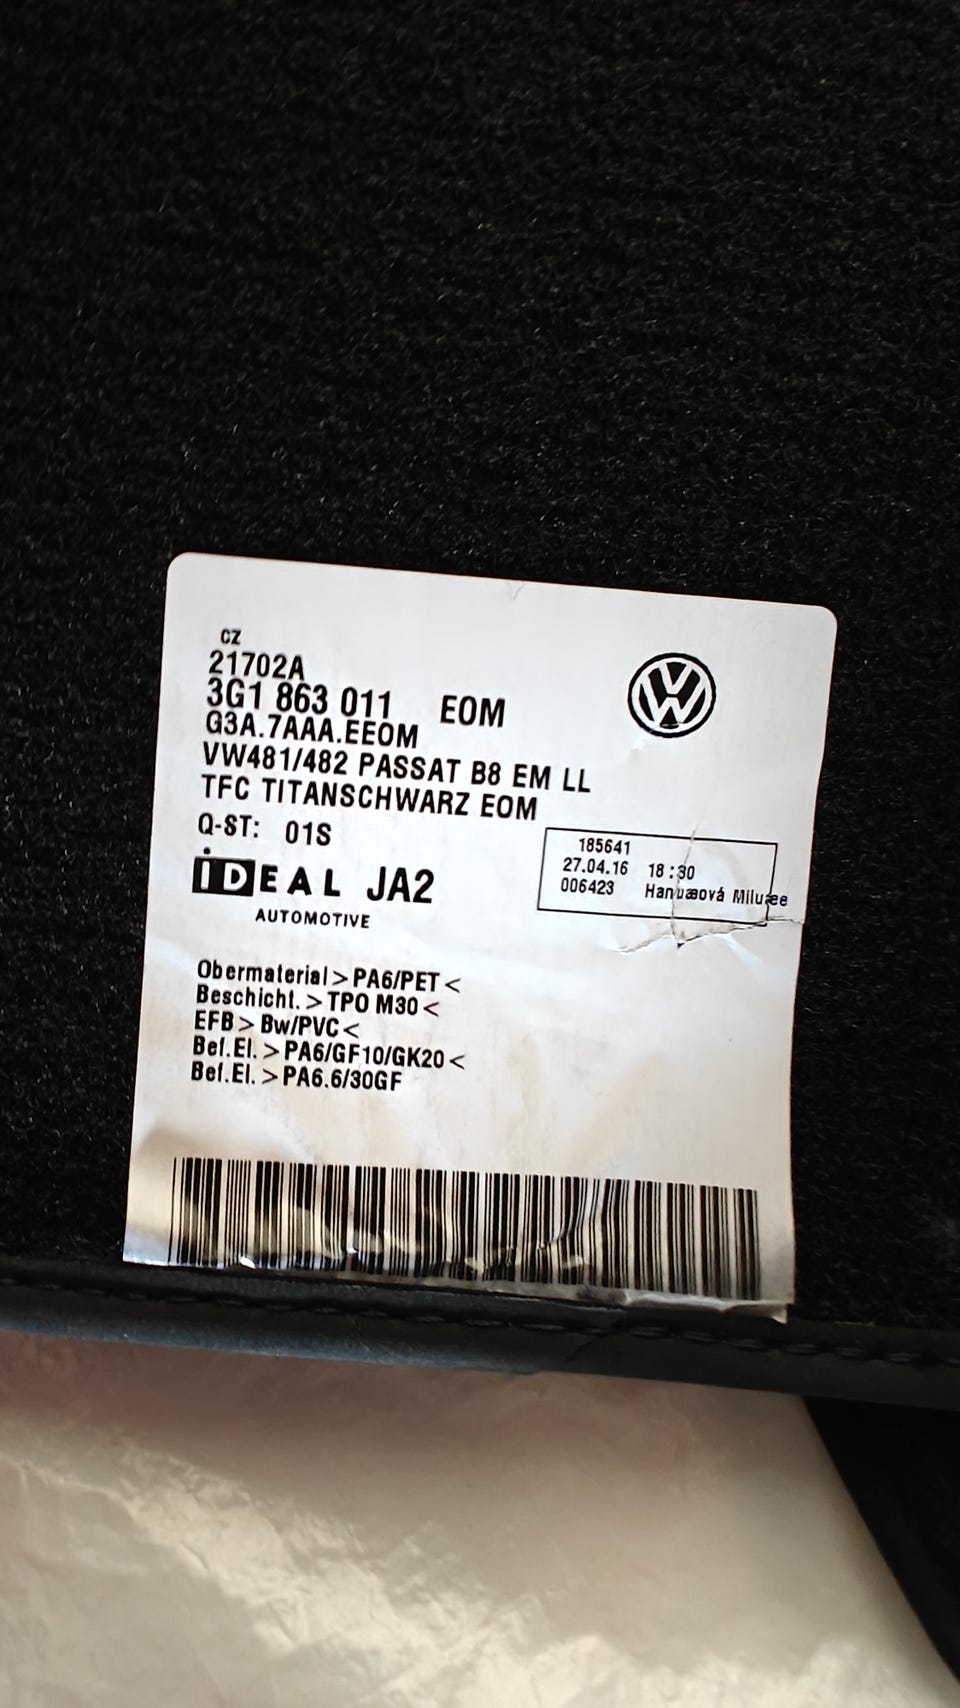 CZ
21702A
3G1 863 011 EOM
G3A.7AAA.EEOM
VW481/482 PASSAT B8 EM LL
TFC TITANSCHWARZ EOM
Q-ST: 01S
185641
27.04.16 18:30
006423
iDEAL JA2
AUTOMOTIVE
Obermaterial > PA6/PET <
Beschicht. > TPO M30 <
EFB > Bw/PVC <
Bef.El. > PA6/GF10/GK20 <
Bef.El. > PA6.6/30GF